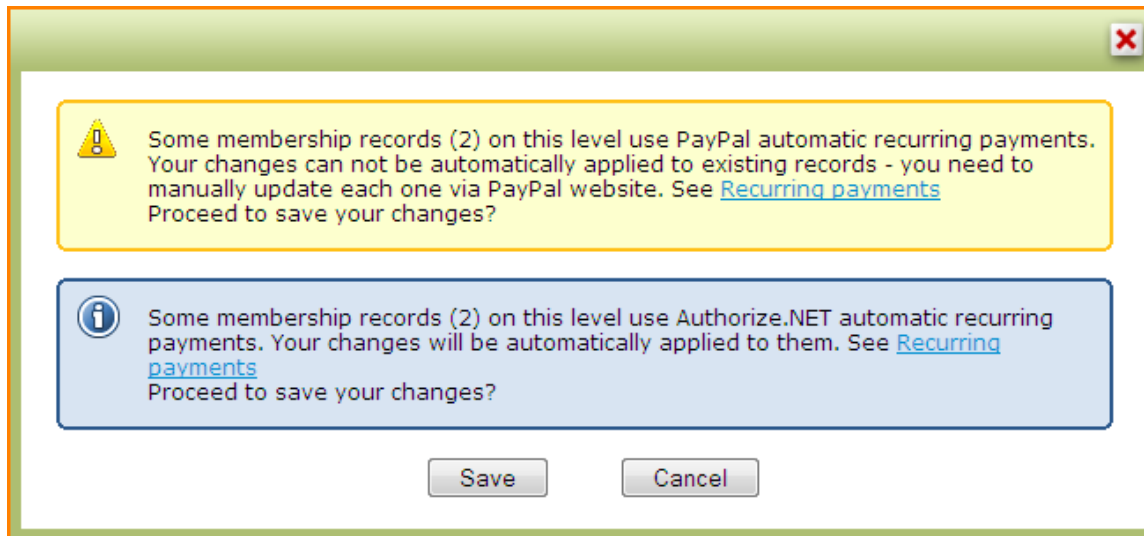 Some membership records (2) on this level use PayPal automatic recurring payments.
Your changes can not be automatically applied to existing records - you need to
manually update each one via PayPal website. See Recurring payments
Proceed to save your changes?
Some membership records (2) on this level use Authorize.NET automatic recurring
payments. Your changes will be automatically applied to them. See Recurring
payments
Proceed to save your changes?
Save
Cancel